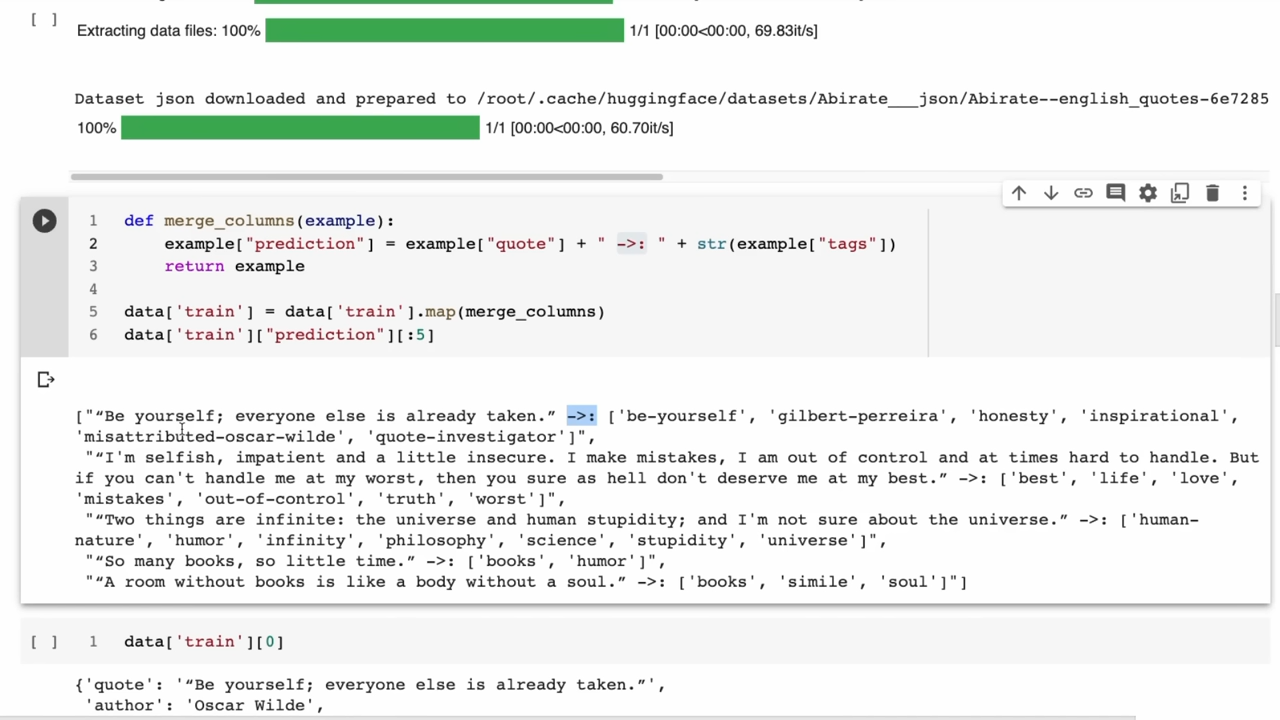 [ ]
Extracting data files: 100% 1/1 [00:00<00:00, 69.83it/s]
Dataset json downloaded and prepared to /root/.cache/huggingface/datasets/Abirate___json/Abirate--english_quotes-6e7285
100% 1/1 [00:00<00:00, 60.70it/s]
1 def merge_columns(example):
2 example["prediction"] = example["quote"] + " ->: " + str(example["tags"])
3 return example
4
5 data['train'] = data['train'].map(merge_columns)
6 data['train']["prediction"][:5]
["“Be yourself; everyone else is already taken.” ->: ['be-yourself', 'gilbert-perreira', 'honesty', 'inspirational',
'misattributed-oscar-wilde', 'quote-investigator']",
"“I'm selfish, impatient and a little insecure. I make mistakes, I am out of control and at times hard to handle. But
if you can't handle me at my worst, then you sure as hell don't deserve me at my best.” ->: ['best', 'life', 'love',
'mistakes', 'out-of-control', 'truth', 'worst']",
"“Two things are infinite: the universe and human stupidity; and I'm not sure about the universe.” ->: ['human-
nature', 'humor', 'infinity', 'philosophy', 'science', 'stupidity', 'universe']",
"“So many books, so little time.” ->: ['books', 'humor']",
"“A room without books is like a body without a soul.” ->: ['books', 'simile', 'soul']"]
[ ] 1 data['train'][0]
{'quote': '“Be yourself; everyone else is already taken.”',
'author': 'Oscar Wilde',